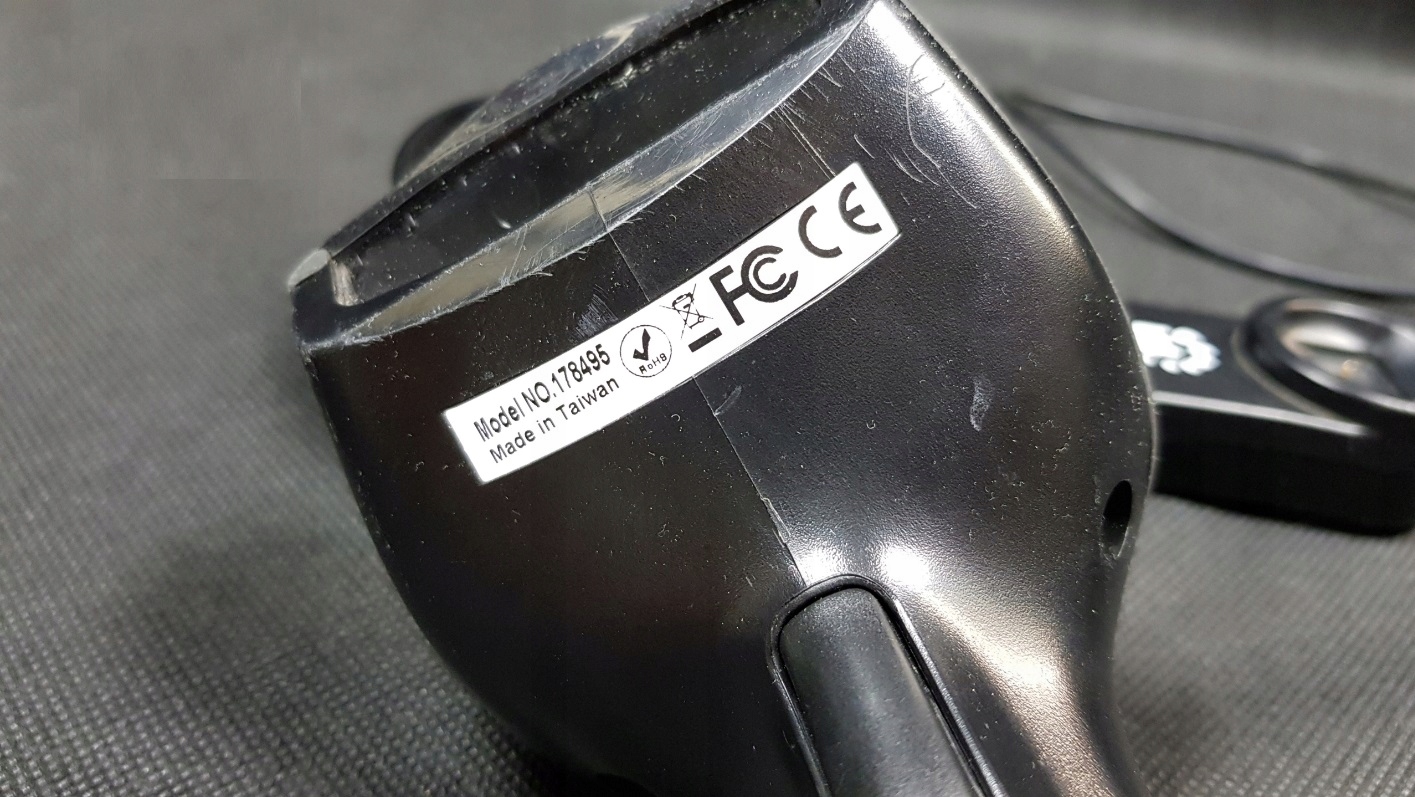 Model NO.178495
Made in Taiwan
RoHS
FC CE